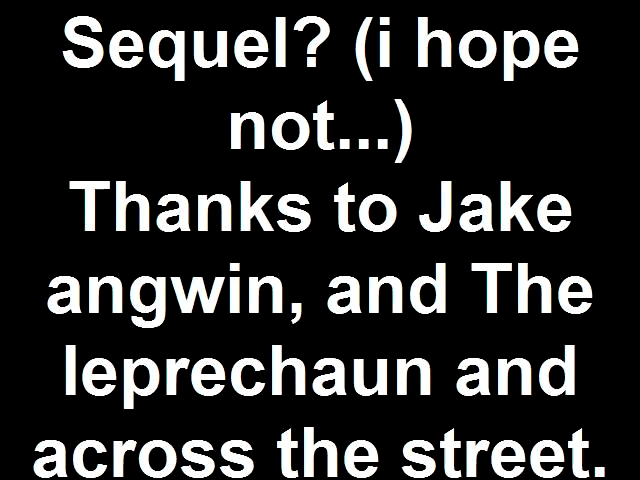 Sequel? (i hope
not...)
Thanks to Jake
angwin, and The
leprechaun and
across the street.